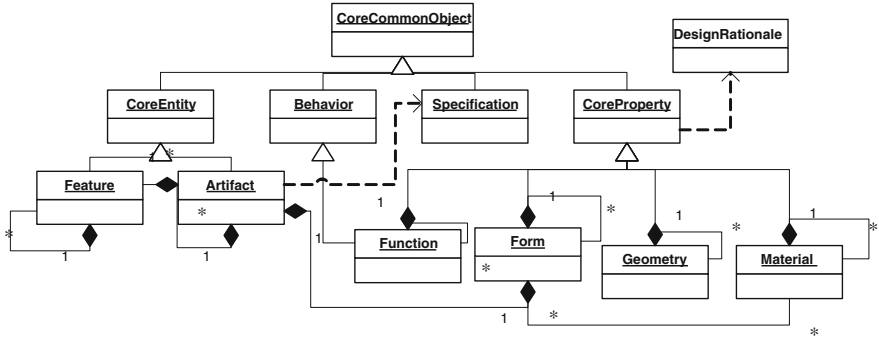 CoreCommonObject
DesignRationale
CoreEntity
Behavior
Specification
CoreProperty
*
Feature
Artifact
*
1
1
*
1
*
1
*
*
1
Function
Form
*
Geometry
Material
*
1
1
1
*
*